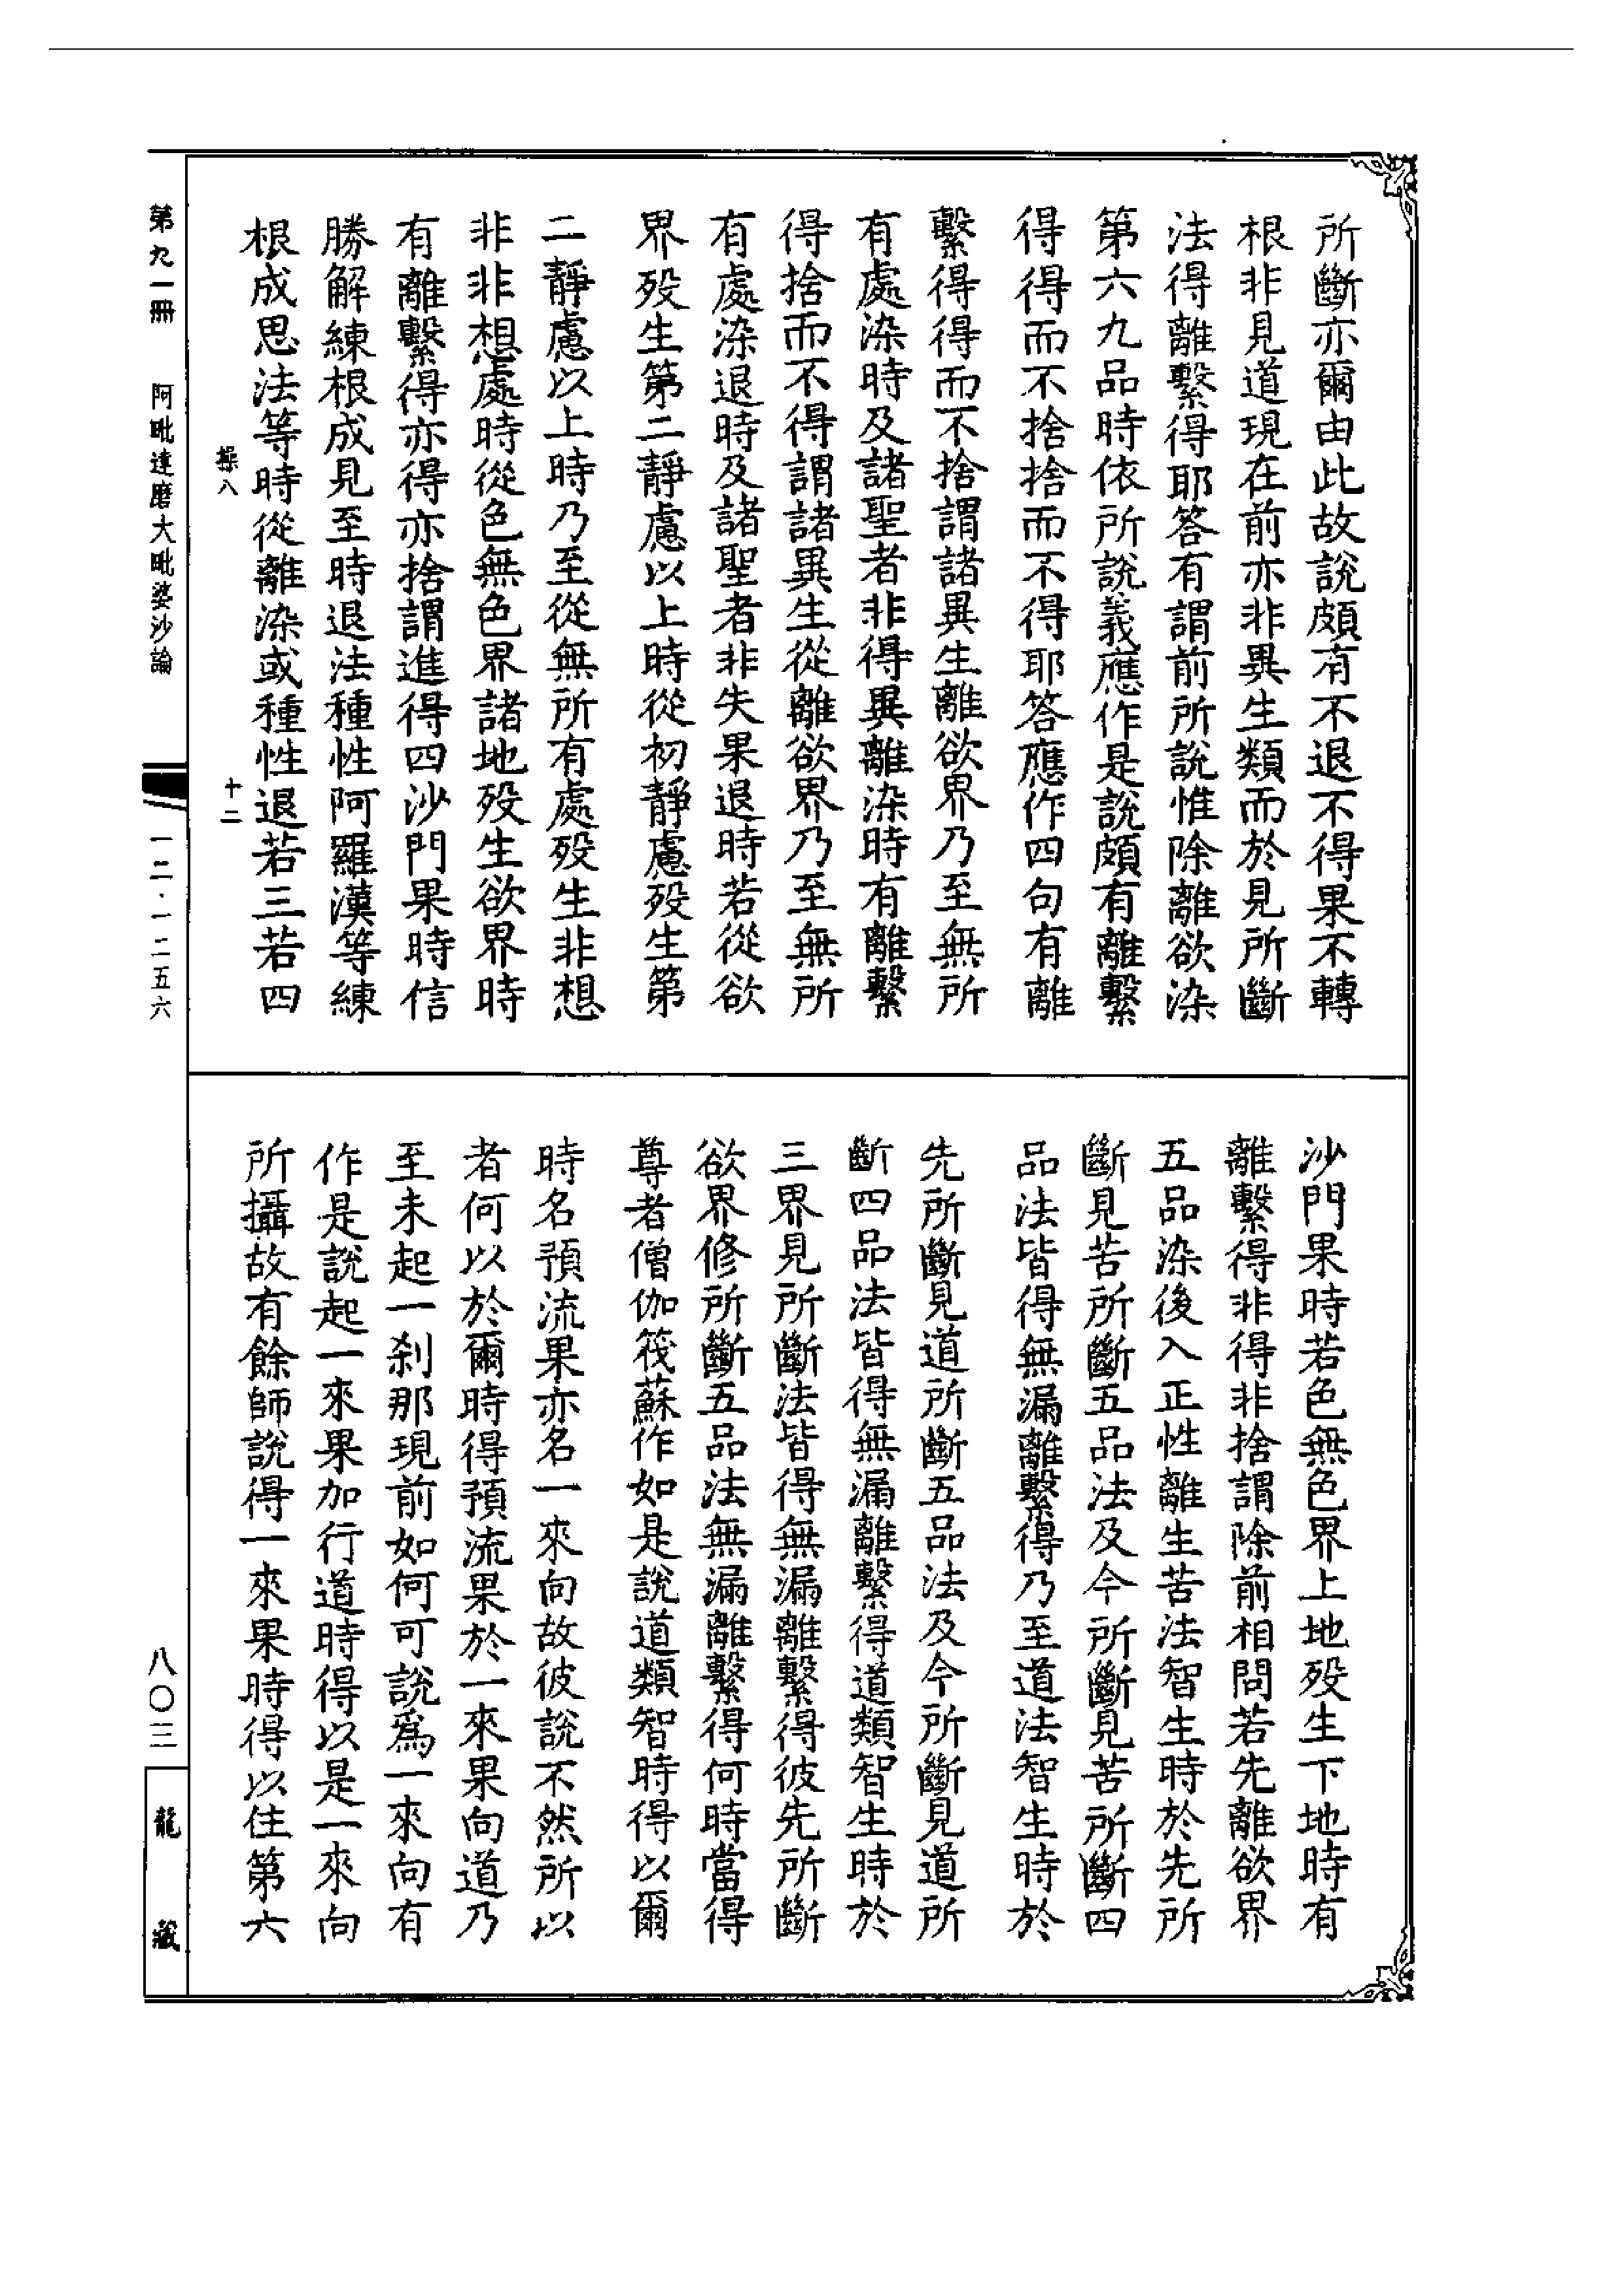 所斷亦爾由此故說頗有不退不得果不轉
根非見道現在前亦非異生類而於見所斷
法得離繫得耶答有謂前所說惟除離欲染
第六九品時依所說義應作是說頗有離繫
得得而不捨捨而不得耶答應作四句有離
繫得得而不捨謂諸異生離欲界乃至無所
有處染時及諸聖者非得異離染時有離繫
得捨而不得謂諸異生從離欲界乃至無所
有處染退時及諸聖者非失果退時若從欲
界歿生第二靜慮以上時從初靜慮歿生第
二靜慮以上時乃至從無所有處歿生非想
非非想處時從色無色界諸地歿生欲界時
有離繫得亦得亦捨謂進得四沙門果時信
勝解練根成見至時退法種性阿羅漢等練
根成思法等時從離染或種性退若三若四
操八
十二
沙門果時若色無色界上地歿生下地時有
離繫得非得非捨謂除前相問若先離欲界
五品染後入正性離生苦法智生時於先所
斷見苦所斷五品法及今所斷見苦所斷四
品法皆得無漏離繫得乃至道法智生時於
先所斷見道所斷五品法及今所斷見道所
斷四品法皆得無漏離繫得道類智生時於
三界見所斷法皆得無漏離繫得彼先所斷
欲界修所斷五品法無漏離繫得何時當得
尊者僧伽筏蘇作如是說道類智時得以爾
時名預流果亦名一來向故彼說不然所以
者何以於爾時得預流果於一來果向道乃
至未起一剎那現前如何可說為一來向有
作是說起一來果加行道時得以是一來向
所攝故有餘師說得一來果時得以住第六
第九一冊 阿毗達磨大毗婆沙論
一二·一二五六
八〇三
龍藏